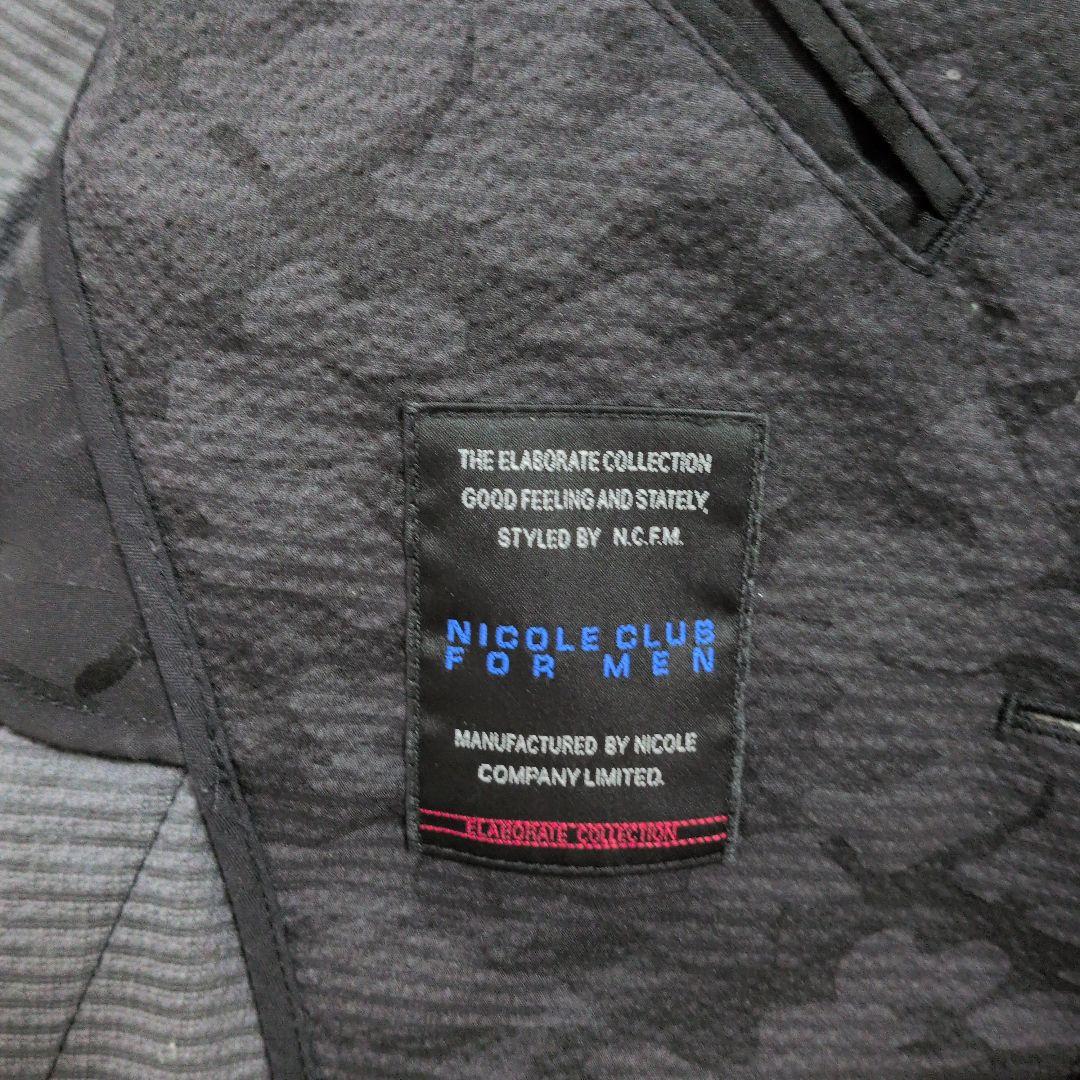 THE ELABORATE COLLECTION
GOOD FEELING AND STATELY,
STYLED BY N.C.F.M.
NICOLE CLUB
FOR MEN
MANUFACTURED BY NICOLE
COMPANY LIMITED.
ELABORATE COLLECTION